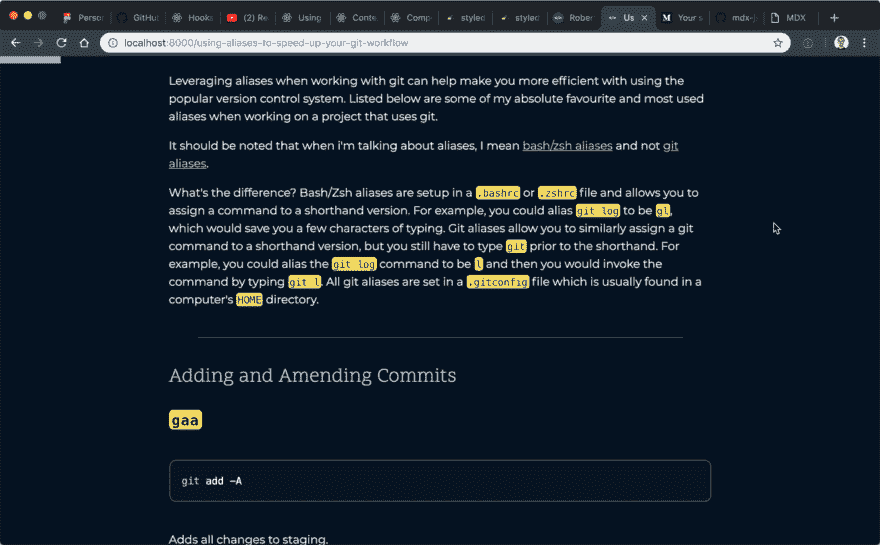 Persor
GitHub
Hooks
(2) Re
Using
Conte
Comp
styled
styled
Rober
Us
Your s
mdx-j
MDX
localhost:8000/using-aliases-to-speed-up-your-git-workflow
Leveraging aliases when working with git can help make you more efficient with using the
popular version control system. Listed below are some of my absolute favourite and most used
aliases when working on a project that uses git.
It should be noted that when i'm talking about aliases, I mean bash/zsh aliases and not git
aliases.
What's the difference? Bash/Zsh aliases are setup in a .bashrc or .zshrc file and allows you to
assign a command to a shorthand version. For example, you could alias git log to be gl,
which would save you a few characters of typing. Git aliases allow you to similarly assign a git
command to a shorthand version, but you still have to type git prior to the shorthand. For
example, you could alias the git log command to be l and then you would invoke the
command by typing git l. All git aliases are set in a .gitconfig file which is usually found in a
computer's HOME directory.
Adding and Amending Commits
gaa
git add -A
Adds all changes to staging.